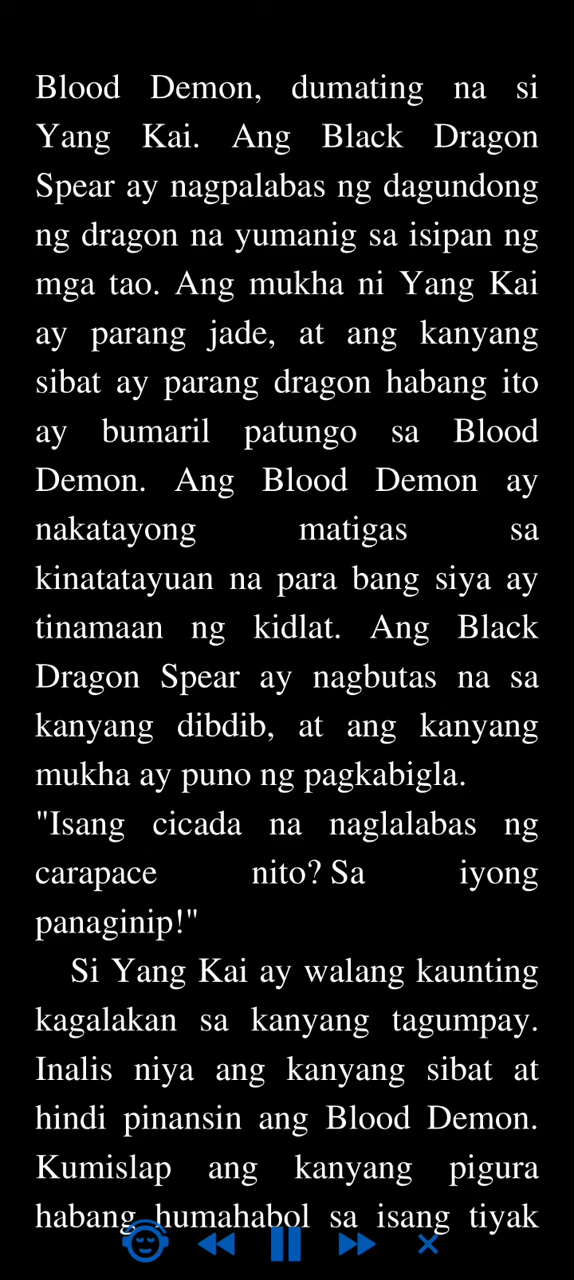 Blood Demon, dumating na si
Yang Kai. Ang Black Dragon
Spear ay nagpalabas ng dagundong
ng dragon na yumanig sa isipan ng
mga tao. Ang mukha ni Yang Kai
ay parang jade, at ang kanyang
sibat ay parang dragon habang ito
ay bumaril patungo sa Blood
Demon. Ang Blood Demon ay
nakatayong matigas sa
kinatatayuan na para bang siya ay
tinamaan ng kidlat. Ang Black
Dragon Spear ay nagbutas na sa
kanyang dibdib, at ang kanyang
mukha ay puno ng pagkabigla.
"Isang cicada na naglalabas ng
carapace nito? Sa iyong
panaginip!"
Si Yang Kai ay walang kaunting
kagalakan sa kanyang tagumpay.
Inalis niya ang kanyang sibat at
hindi pinansin ang Blood Demon.
Kumislap ang kanyang pigura
habang humahabol sa isang tiyak